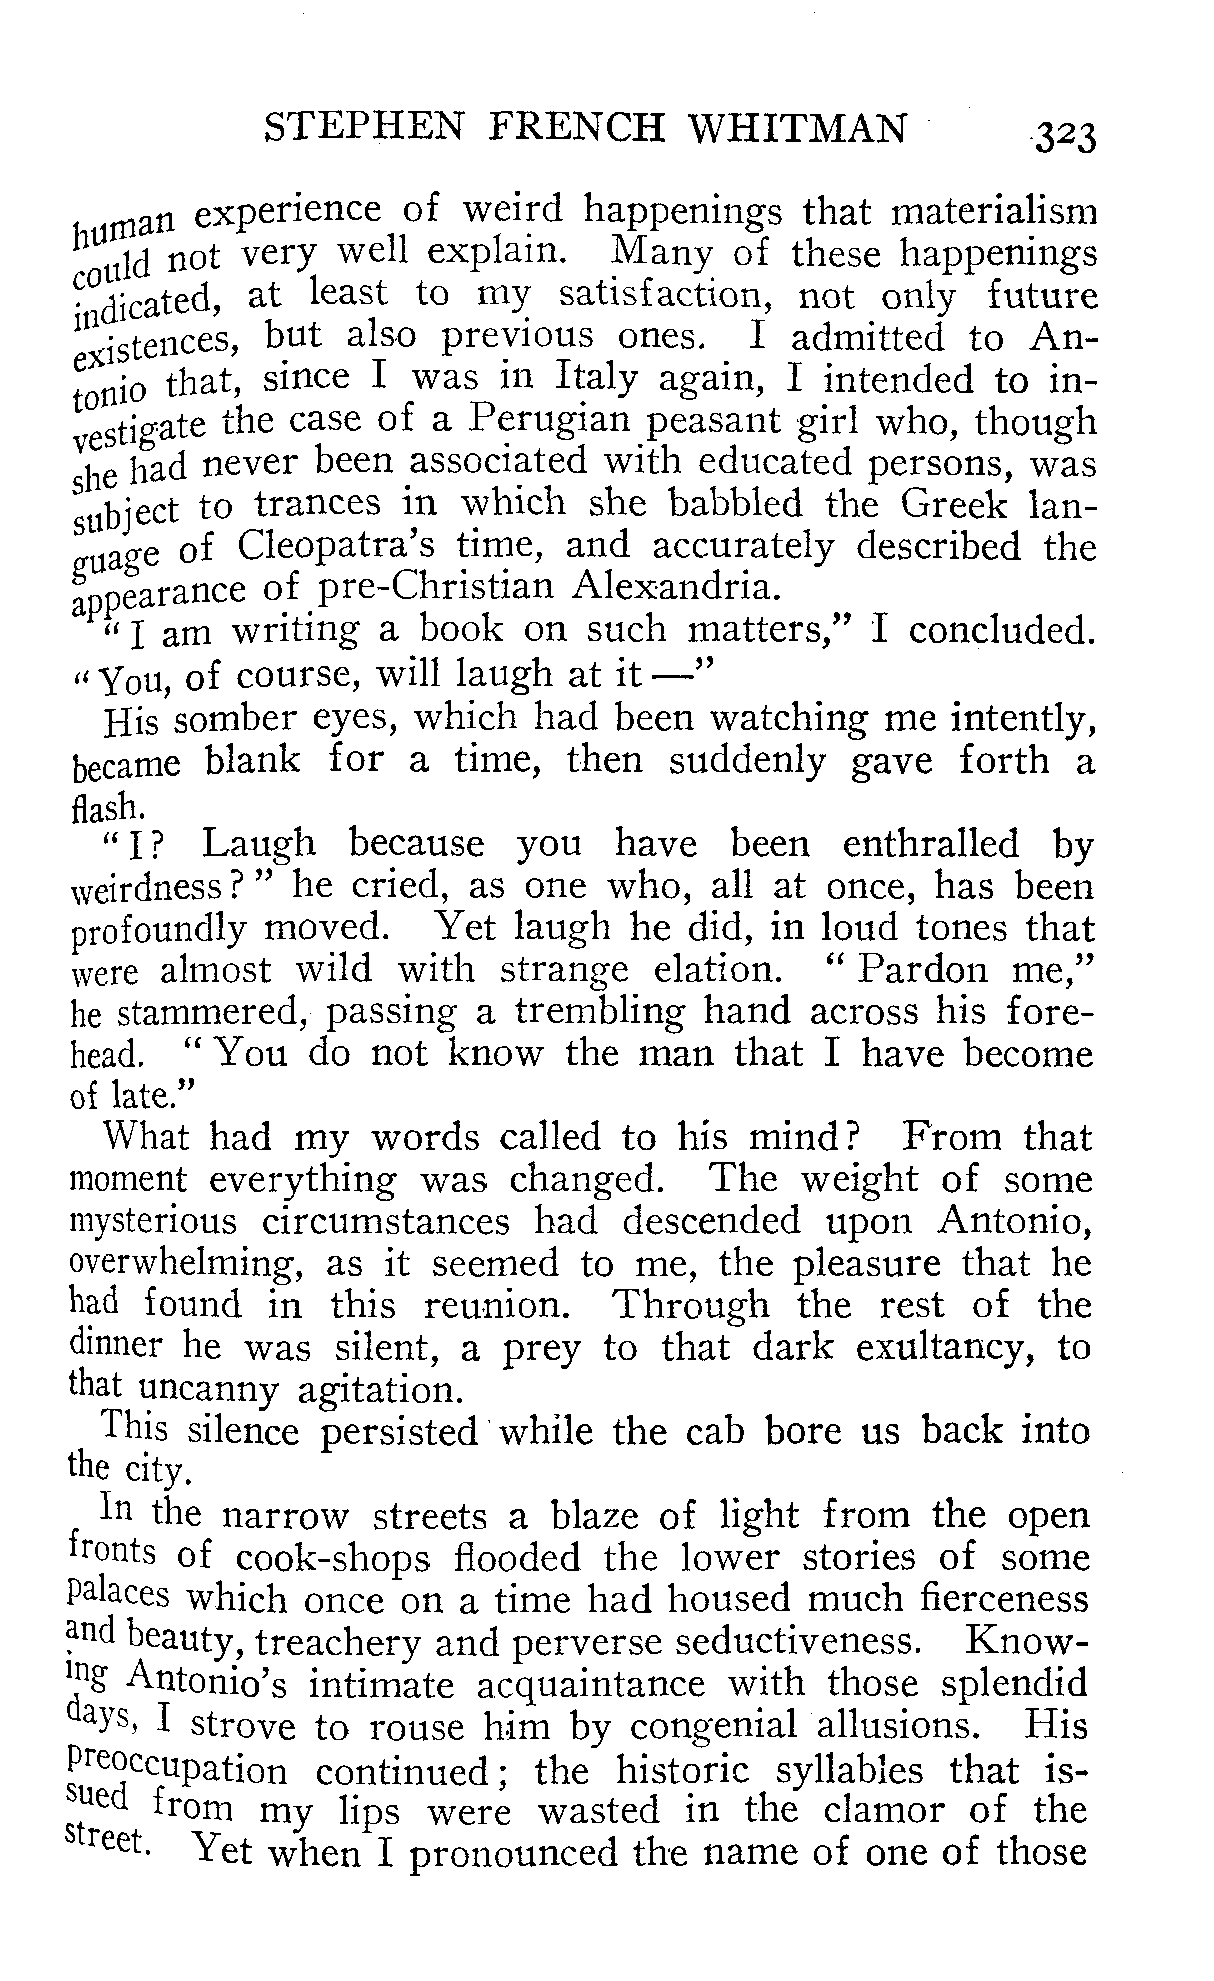 STEPHEN FRENCH WHITMAN 323
human experience of weird happenings that materialism
could not very well explain. Many of these happenings
indicated, at least to my satisfaction, not only future
existences, but also previous ones. I admitted to An-
tonio that, since I was in Italy again, I intended to in-
vestigate the case of a Perugian peasant girl who, though
she had never been associated with educated persons, was
subject to trances in which she babbled the Greek lan-
guage of Cleopatra's time, and accurately described the
appearance of pre-Christian Alexandria.
"I am writing a book on such matters," I concluded.
"You, of course, will laugh at it —"
His somber eyes, which had been watching me intently,
became blank for a time, then suddenly gave forth a
flash.
"I? Laugh because you have been enthralled by
weirdness?" he cried, as one who, all at once, has been
profoundly moved. Yet laugh he did, in loud tones that
were almost wild with strange elation. "Pardon me,"
he stammered, passing a trembling hand across his fore-
head. "You do not know the man that I have become
of late."
What had my words called to his mind? From that
moment everything was changed. The weight of some
mysterious circumstances had descended upon Antonio,
overwhelming, as it seemed to me, the pleasure that he
had found in this reunion. Through the rest of the
dinner he was silent, a prey to that dark exultancy, to
that uncanny agitation.
This silence persisted while the cab bore us back into
the city.
In the narrow streets a blaze of light from the open
fronts of cook-shops flooded the lower stories of some
palaces which once on a time had housed much fierceness
and beauty, treachery and perverse seductiveness. Know-
ing Antonio's intimate acquaintance with those splendid
days, I strove to rouse him by congenial allusions. His
preoccupation continued; the historic syllables that is-
sued from my lips were wasted in the clamor of the
street. Yet when I pronounced the name of one of those